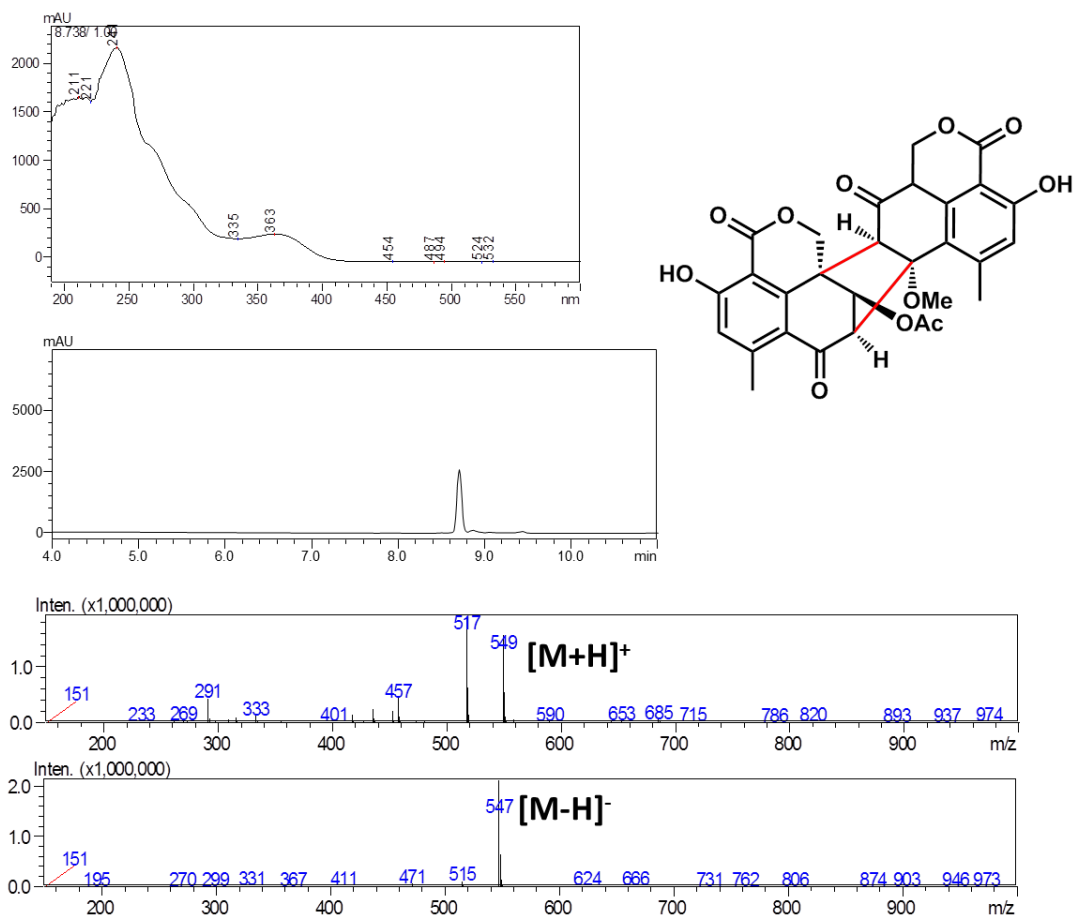 mAU
8.738/ 1.00
211
221
335
363
454
487
494
524
532
2000
1500
1000
500
0
200 250 300 350 400 450 500 550 nm
O O
O
H
OH
O O
HO
OMe
OAc
H
O
mAU
5000
2500
0
4.0 5.0 6.0 7.0 8.0 9.0 10.0 min
Inten. (x1,000,000)
517
549 [M+H]+
1.0
151 233 269 291 333 401 457 590 653 685 715 786 820 893 937 974
0.0
200 300 400 500 600 700 800 900 m/z
Inten. (x1,000,000)
2.0
547 [M-H]-
1.0
151 195 270 299 331 367 411 471 515 624 666 731 762 806 874 903 946 973
0.0
200 300 400 500 600 700 800 900 m/z